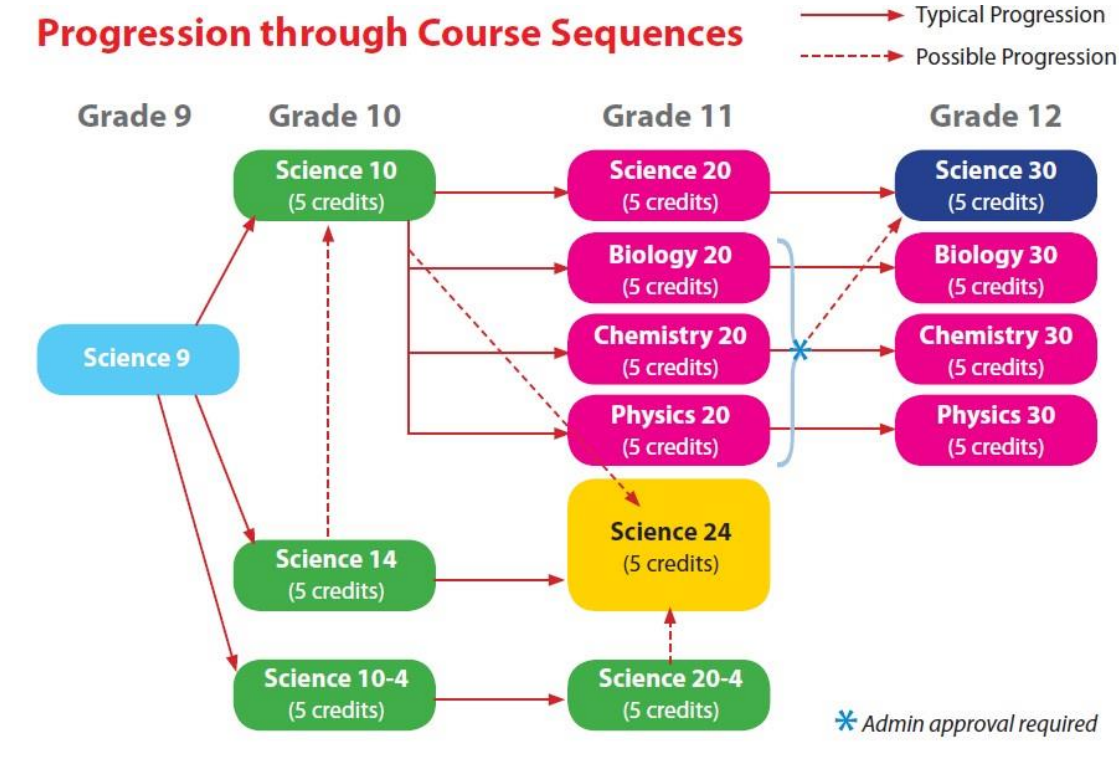 Progression through Course Sequences
Typical Progression
Possible Progression
Grade 9
Grade 10
Grade 11
Grade 12
Science 10
(5 credits)
Science 20
(5 credits)
Science 30
(5 credits)
Biology 20
(5 credits)
Biology 30
(5 credits)
Science 9
Chemistry 20
(5 credits)
Chemistry 30
(5 credits)
Physics 20
(5 credits)
Physics 30
(5 credits)
Science 24
(5 credits)
Science 14
(5 credits)
Science 10-4
(5 credits)
Science 20-4
(5 credits)
* Admin approval required